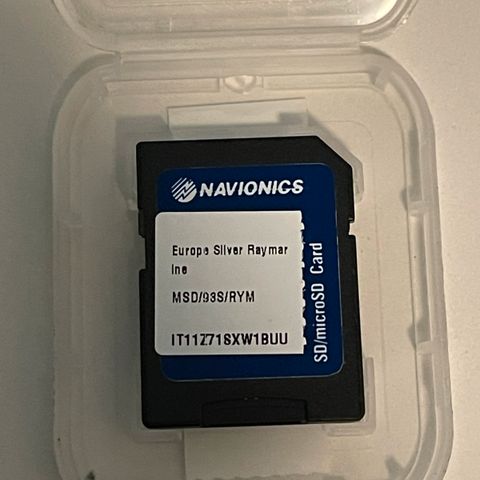 NAVIONICS
Europe Silver Raymar
ine
MSD/93S/RYM
IT11Z71SXW1BUU
SD/microSD Card